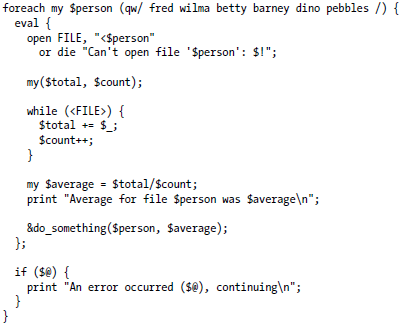 foreach my $person (qw/ fred wilma betty barney dino pebbles /) {
  eval {
    open FILE, "<$person"
      or die "Can't open file '$person': $!";

    my($total, $count);

    while (<FILE>) {
      $total += $_;
      $count++;
    }

    my $average = $total/$count;
    print "Average for file $person was $average\n";

    &do_something($person, $average);
  };

  if ($@) {
    print "An error occurred ($@), continuing\n";
  }
}